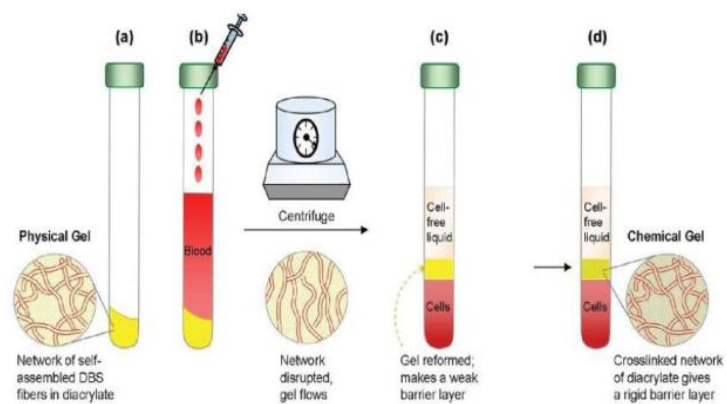 (a)
(b)
(c)
(d)
Physical Gel
Blood
Centrifuge
Cell-
free
liquid
Cells
Cell-
free
liquid
Cells
Chemical Gel
Network of self-
assembled DBS
fibers in diacrylate
Network
disrupted,
gel flows
Gel reformed;
makes a weak
barrier layer
Crosslinked network
of diacrylate gives
a rigid barrier layer